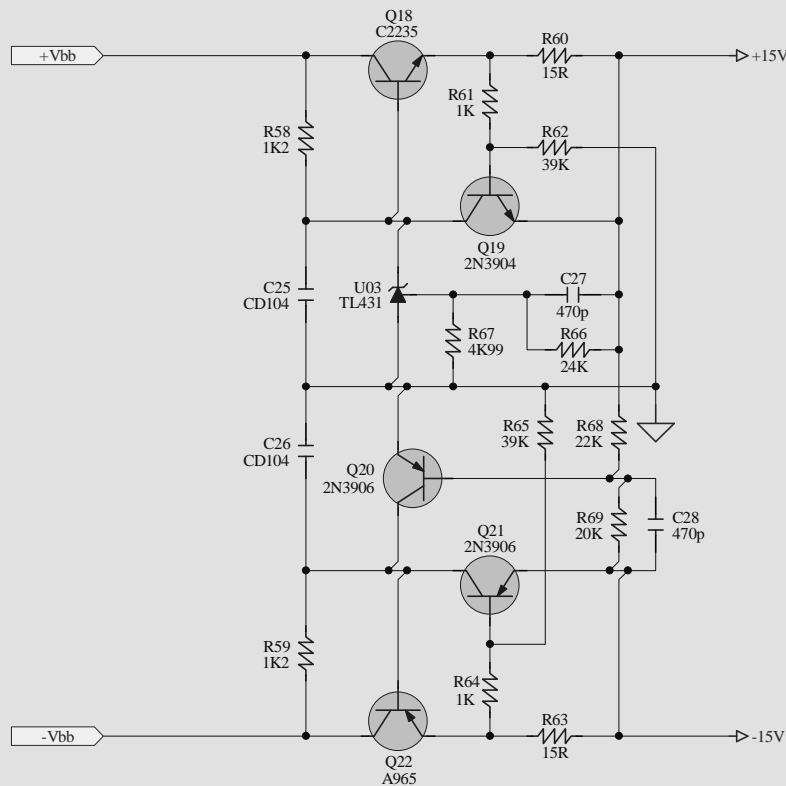 Q18
C2235
+Vbb
R60
15R
+15V
R61
1K
R58
1K2
R62
39K
Q19
2N3904
C25
CD104
U03
TL431
C27
470p
R67
4K99
R66
24K
C26
CD104
R65
39K
R68
22K
Q20
2N3906
Q21
2N3906
R69
20K
C28
470p
R59
1K2
R64
1K
R63
15R
-Vbb
-15V
Q22
A965